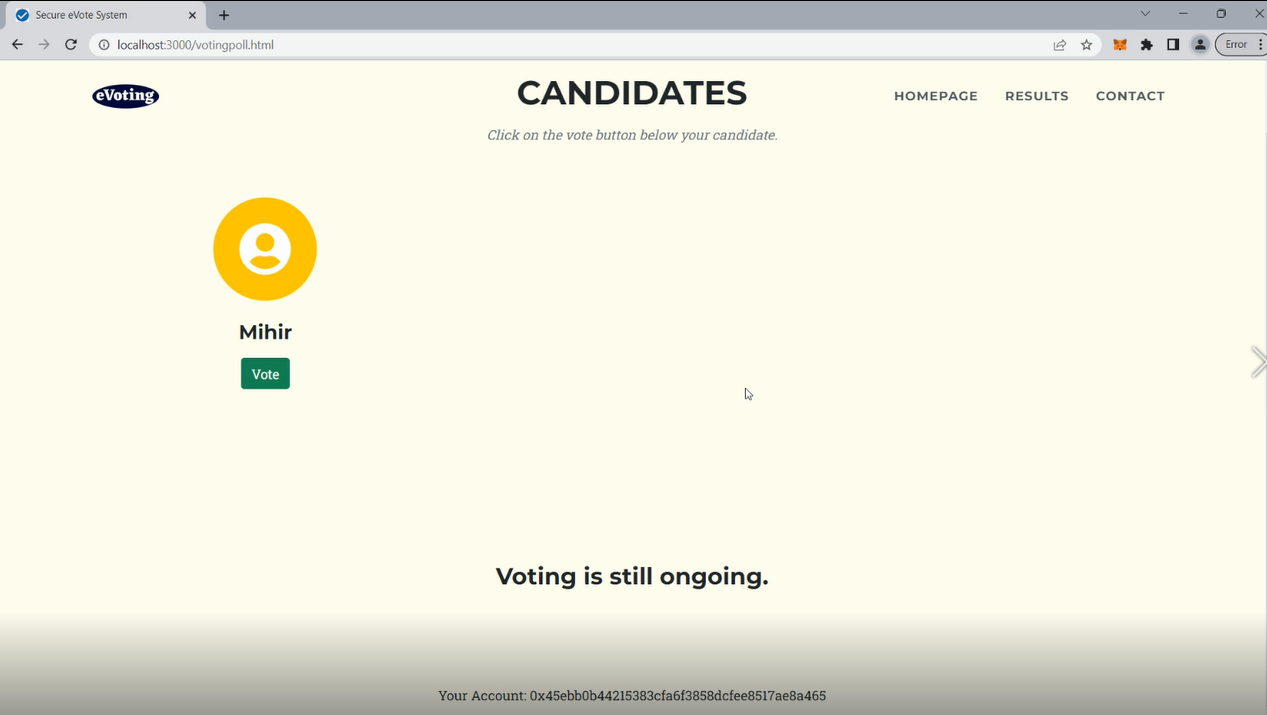 Secure eVote System
localhost:3000/votingpoll.html
Error
eVoting
CANDIDATES
HOMEPAGE RESULTS CONTACT
Click on the vote button below your candidate.
Mihir
Vote
Voting is still ongoing.
Your Account: 0x45ebb0b44215383cfa6f3858dcfee8517ae8a465